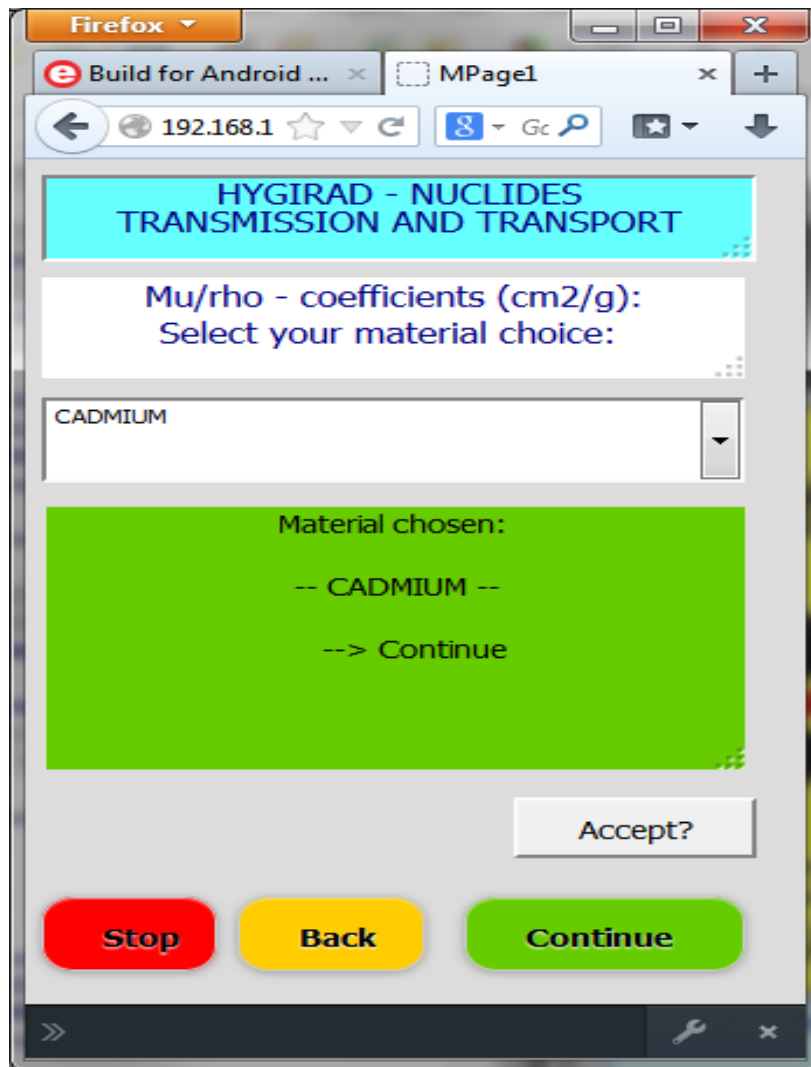 Firefox
Build for Android ...
MPage1
192.168.1
8
HYGIRAD - NUCLIDES
TRANSMISSION AND TRANSPORT
Mu/rho - coefficients (cm2/g):
Select your material choice:
CADMIUM
Material chosen:
-- CADMIUM --
--> Continue
Accept?
Stop
Back
Continue